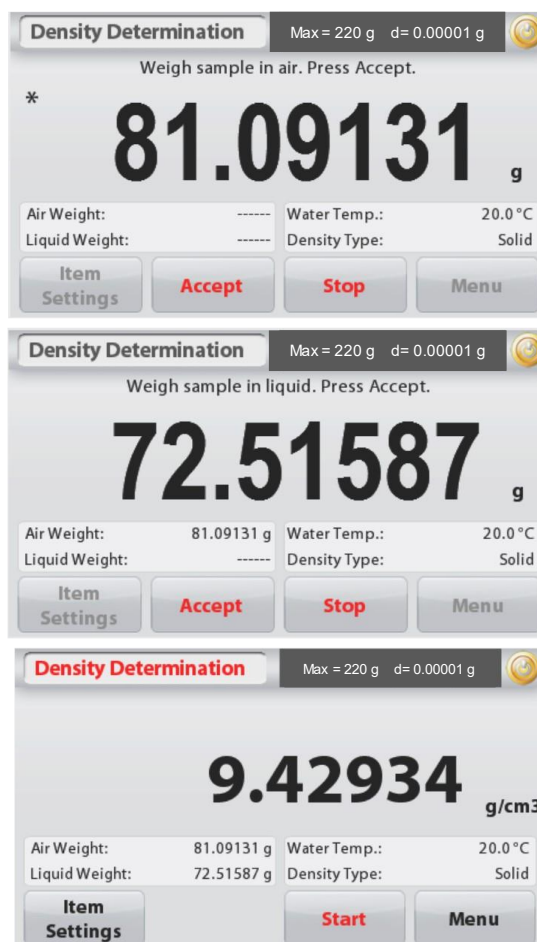 Density Determination Max = 220 g d= 0.00001 g
Weigh sample in air. Press Accept.
*
81.09131 g
Air Weight: ------ Water Temp.: 20.0 °C
Liquid Weight: ------ Density Type: Solid
Item Settings Accept Stop Menu
Density Determination Max = 220 g d= 0.00001 g
Weigh sample in liquid. Press Accept.
72.51587 g
Air Weight: 81.09131 g Water Temp.: 20.0 °C
Liquid Weight: ------ Density Type: Solid
Item Settings Accept Stop Menu
Density Determination Max = 220 g d= 0.00001 g
9.42934 g/cm3
Air Weight: 81.09131 g Water Temp.: 20.0 °C
Liquid Weight: 72.51587 g Density Type: Solid
Item Settings Start Menu